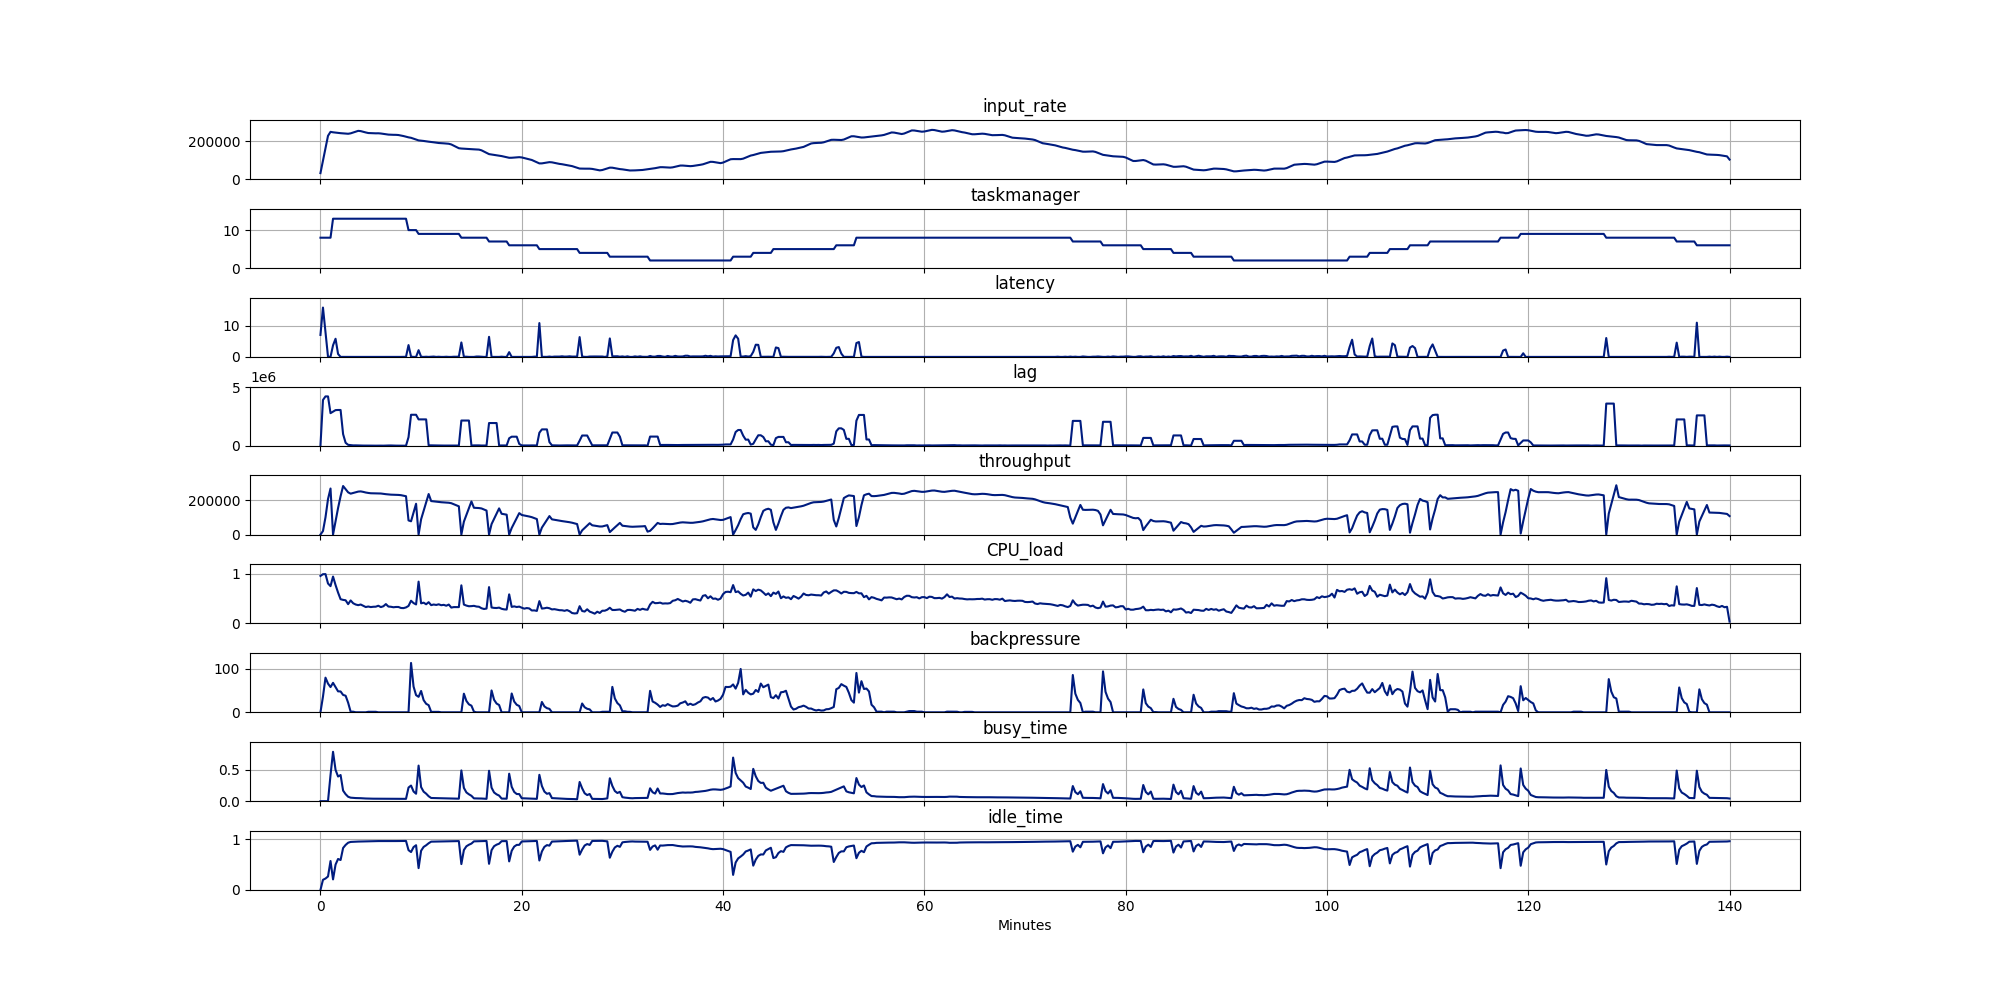 input_rate
200000
0
taskmanager
10
0
latency
10
0
1e6
lag
5
0
throughput
200000
0
CPU_load
1
0
backpressure
100
0
busy_time
0.5
0.0
idle_time
1
0
0 20 40 60 80 100 120 140
Minutes